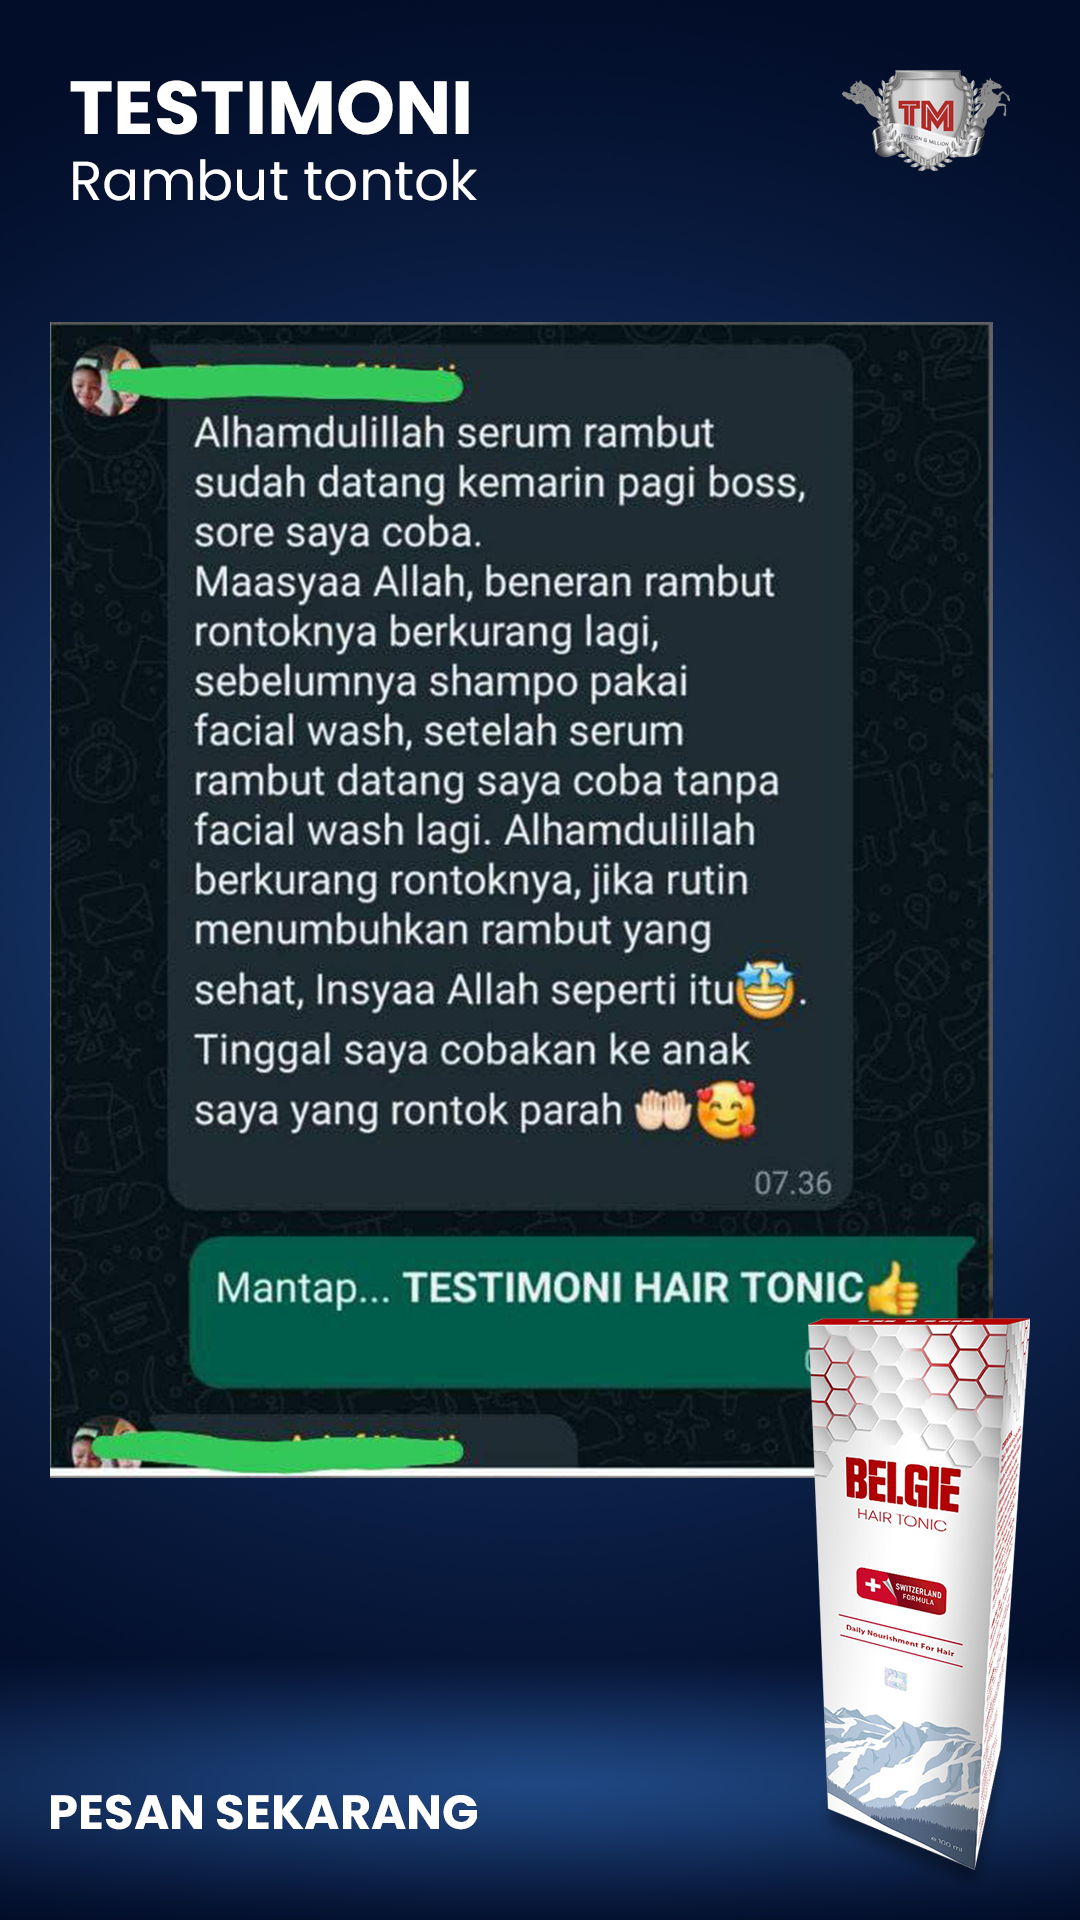 TESTIMONI
Rambut tontok
TM
Alhamdulillah serum rambut
sudah datang kemarin pagi boss,
sore saya coba.
Maasyaa Allah, beneran rambut
rontoknya berkurang lagi,
sebelumnya shampo pakai
facial wash, setelah serum
rambut datang saya coba tanpa
facial wash lagi. Alhamdulillah
berkurang rontoknya, jika rutin
menumbuhkan rambut yang
sehat, Insyaa Allah seperti itu🤩.
Tinggal saya cobakan ke anak
saya yang rontok parah 🤲🏻🥰
07.36
Mantap... TESTIMONI HAIR TONIC👍
BELGIE
HAIR TONIC
SWITZERLAND
FORMULA
Daily Nourishment For Hair
e 100 ml
PESAN SEKARANG